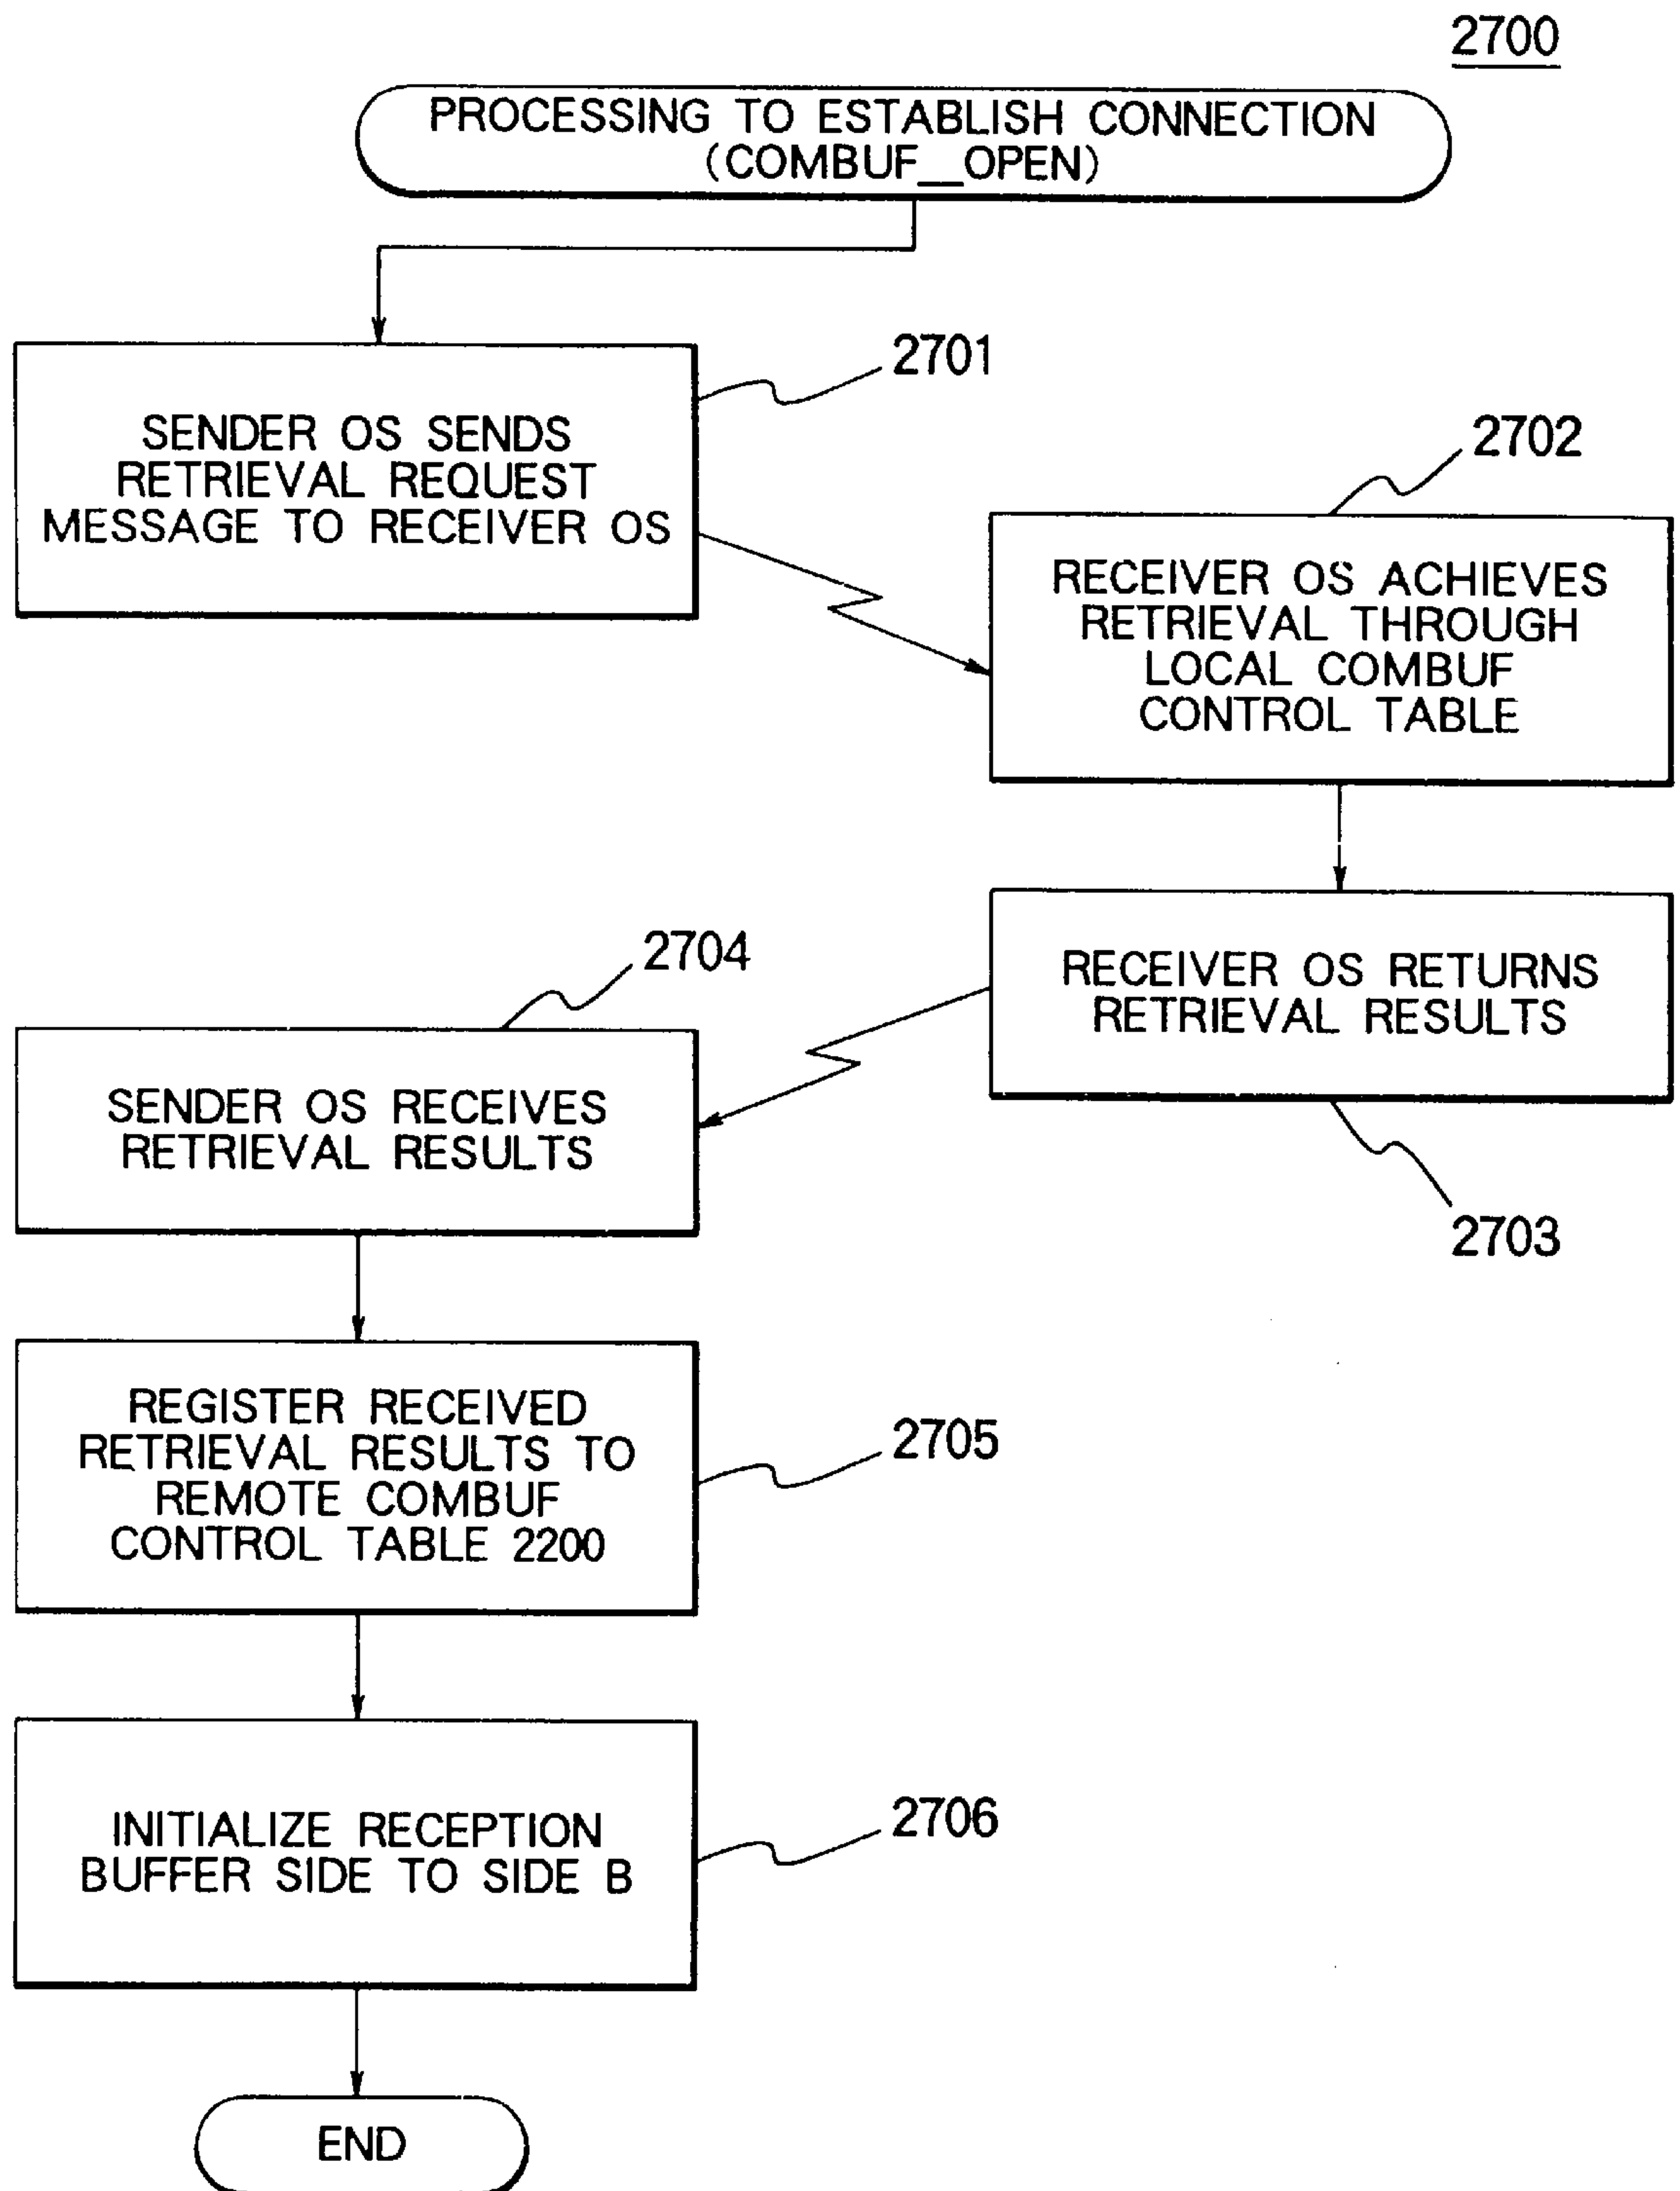 2700
PROCESSING TO ESTABLISH CONNECTION
(COMBUF__OPEN)
2701
SENDER OS SENDS
RETRIEVAL REQUEST
MESSAGE TO RECEIVER OS
2702
RECEIVER OS ACHIEVES
RETRIEVAL THROUGH
LOCAL COMBUF
CONTROL TABLE
RECEIVER OS RETURNS
RETRIEVAL RESULTS
2703
2704
SENDER OS RECEIVES
RETRIEVAL RESULTS
REGISTER RECEIVED
RETRIEVAL RESULTS TO
REMOTE COMBUF
CONTROL TABLE 2200
2705
INITIALIZE RECEPTION
BUFFER SIDE TO SIDE B
2706
END